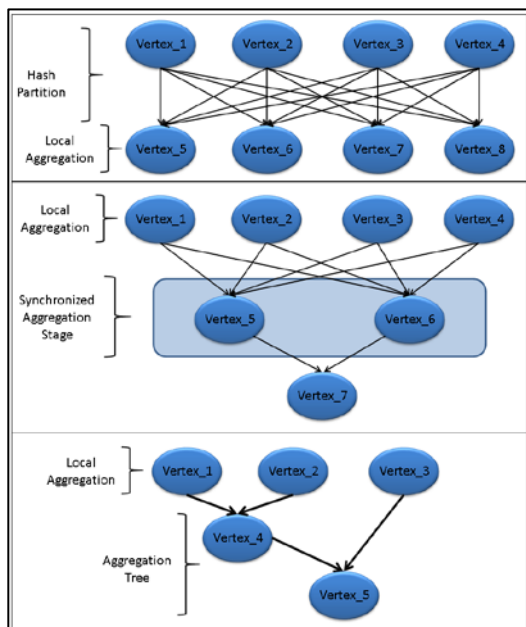 Vertex_1 Vertex_2 Vertex_3 Vertex_4
Hash
Partition
Local
Aggregation
Vertex_5 Vertex_6 Vertex_7 Vertex_8
Local
Aggregation
Vertex_1 Vertex_2 Vertex_3 Vertex_4
Synchronized
Aggregation
Stage
Vertex_5 Vertex_6
Vertex_7
Local
Aggregation
Vertex_1 Vertex_2 Vertex_3
Vertex_4
Aggregation
Tree
Vertex_5